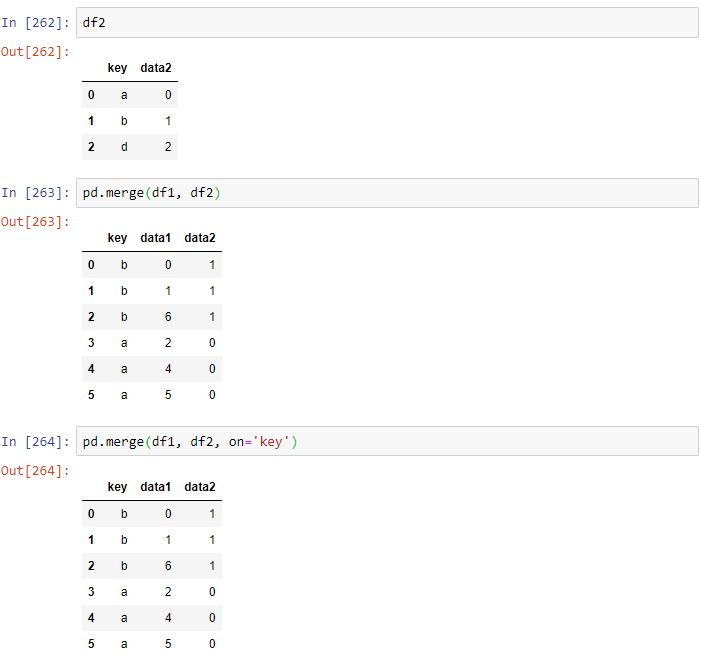 In [262]: df2
Out[262]:
key data2
0 a 0
1 b 1
2 d 2
In [263]: pd.merge(df1, df2)
Out[263]:
key data1 data2
0 b 0 1
1 b 1 1
2 b 6 1
3 a 2 0
4 a 4 0
5 a 5 0
In [264]: pd.merge(df1, df2, on='key')
Out[264]:
key data1 data2
0 b 0 1
1 b 1 1
2 b 6 1
3 a 2 0
4 a 4 0
5 a 5 0